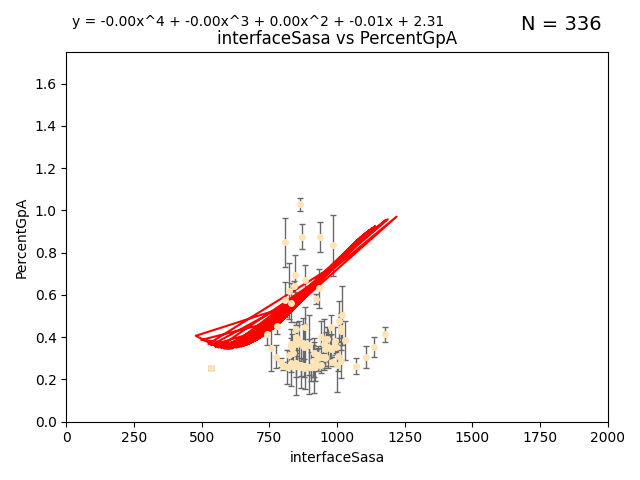 y = -0.00x^4 + -0.00x^3 + 0.00x^2 + -0.01x + 2.31
N = 336
interfaceSasa vs PercentGpA
PercentGpA
1.6
1.4
1.2
1.0
0.8
0.6
0.4
0.2
0.0
0 250 500 750 1000 1250 1500 1750 2000
interfaceSasa